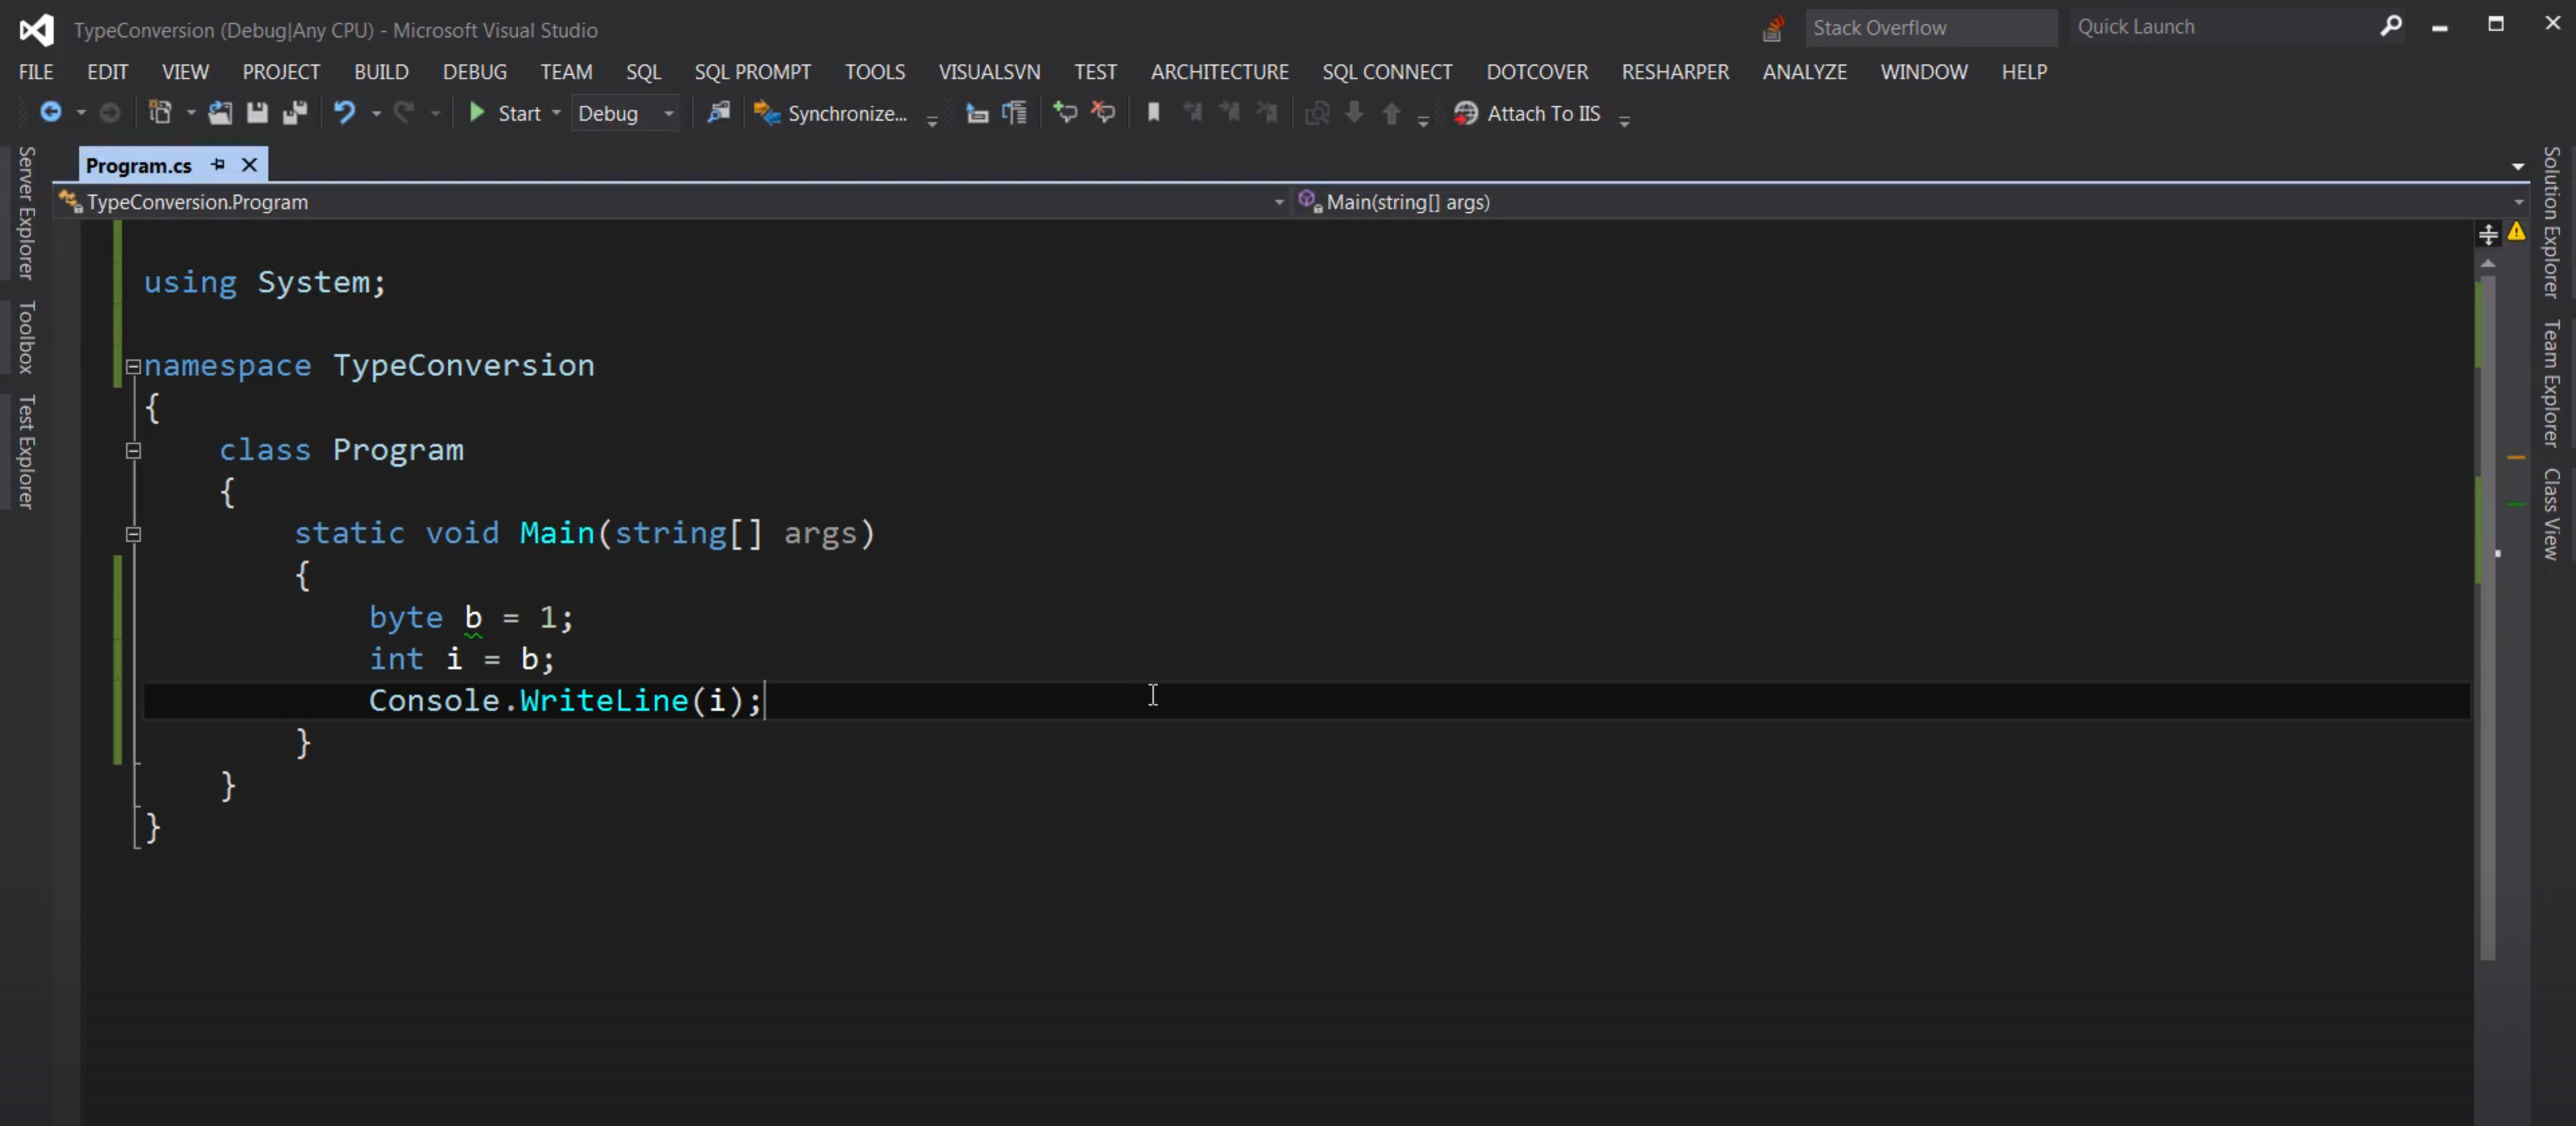 TypeConversion (Debug|Any CPU) - Microsoft Visual Studio
Stack Overflow
Quick Launch
FILE EDIT VIEW PROJECT BUILD DEBUG TEAM SQL SQL PROMPT TOOLS VISUALSVN TEST ARCHITECTURE SQL CONNECT DOTCOVER RESHARPER ANALYZE WINDOW HELP
Start Debug Synchronize... Attach To IIS
Program.cs
TypeConversion.Program
Main(string[] args)
Server Explorer
Toolbox
Test Explorer
using System;
namespace TypeConversion
{
class Program
{
static void Main(string[] args)
{
byte b = 1;
int i = b;
Console.WriteLine(i);
}
}
}
Solution Explorer
Team Explorer
Class View